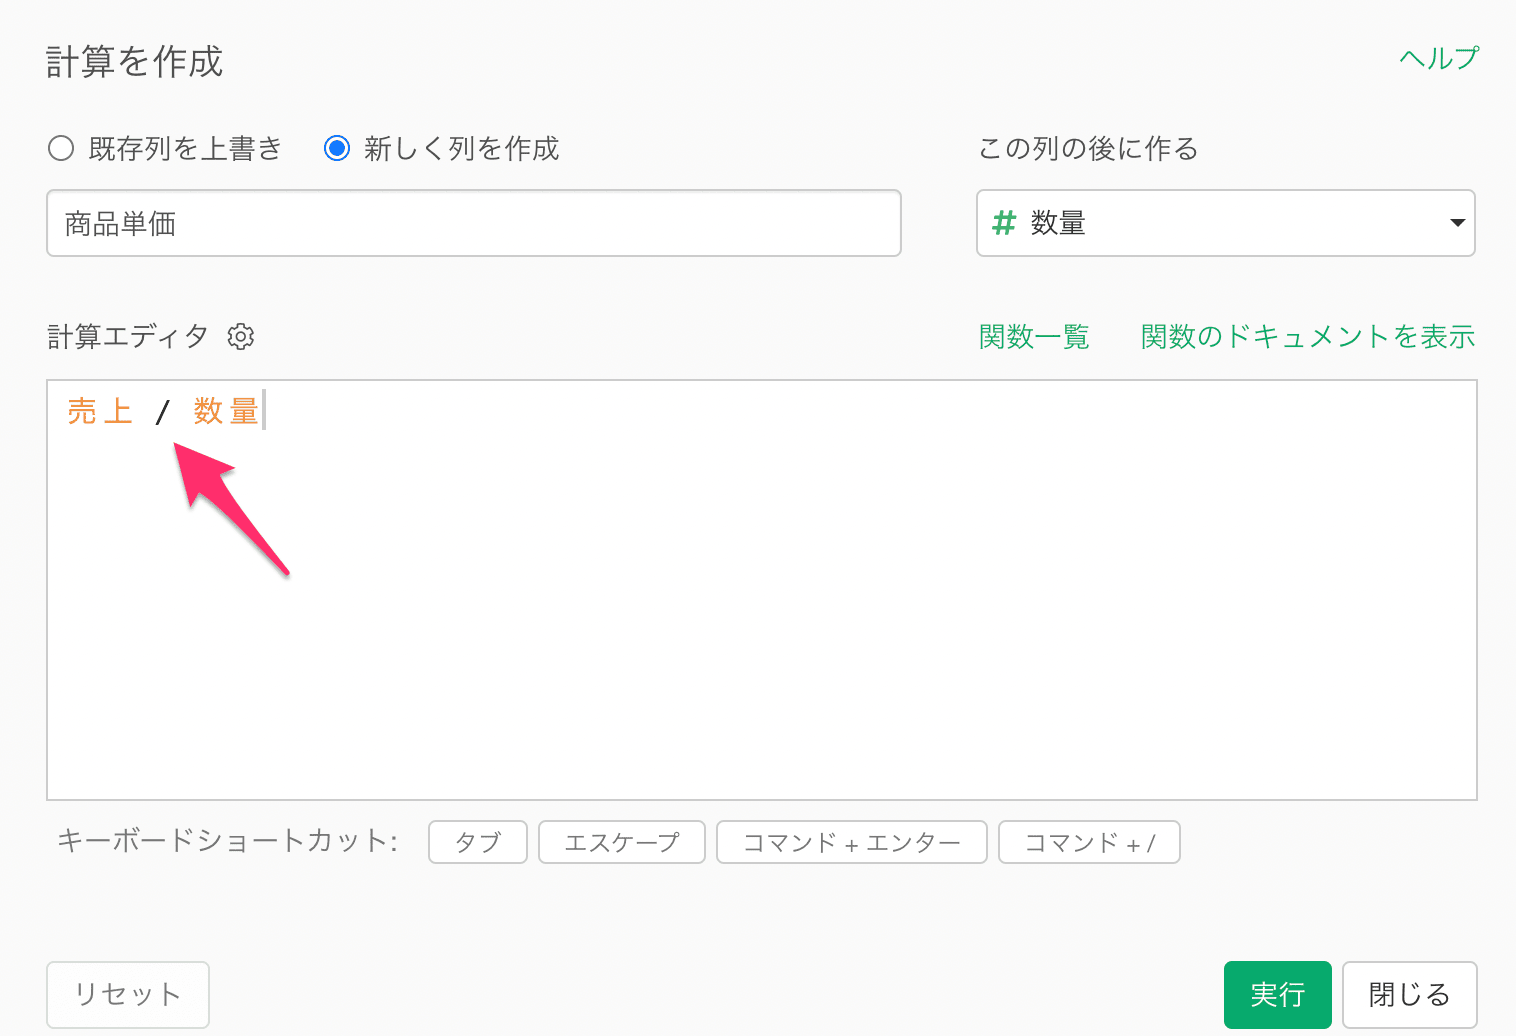 計算を作成
ヘルプ
既存列を上書き 新しく列を作成 この列の後に作る
商品単価 # 数量
計算エディタ 関数一覧 関数のドキュメントを表示
売上 / 数量
キーボードショートカット: タブ エスケープ コマンド + エンター コマンド + /
リセット 実行 閉じる